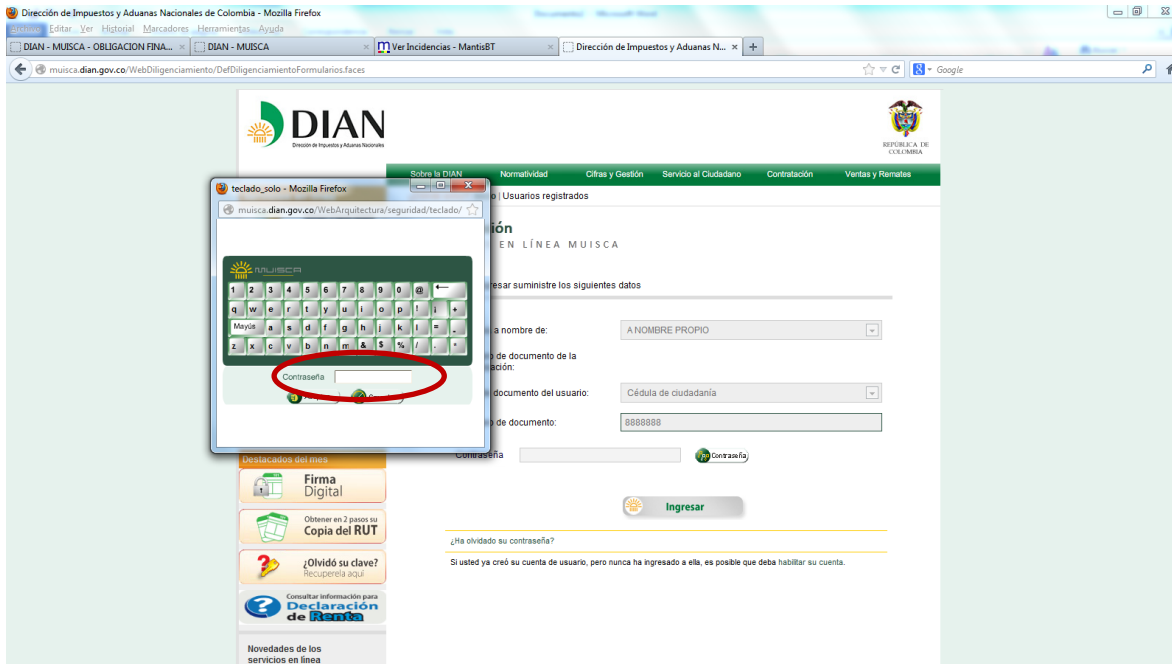 Dirección de Impuestos y Aduanas Nacionales de Colombia - Mozilla Firefox
Editar Ver Historial Marcadores Herramientas Ayuda
DIAN - MUISCA - OBLIGACION FINA... ×
DIAN - MUISCA ×
Ver Incidencias - MantisBT ×
Dirección de Impuestos y Aduanas N... × +
muisca.dian.gov.co/WebDiligenciamiento/DefDiligenciamientoFormularios.faces
Google
DIAN
Dirección de Impuestos y Aduanas Nacionales
REPÚBLICA DE
COLOMBIA
Sobre la DIAN Normatividad Cifras y Gestión Servicio al Ciudadano Contratación Ventas y Remates
o | Usuarios registrados
ión
EN LÍNEA MUISCA
esar suministre los siguientes datos
a nombre de: A NOMBRE PROPIO
o de documento de la
ación:
documento del usuario: Cédula de ciudadanía
o de documento: 8888888
Contraseña Contraseña
Ingresar
¿Ha olvidado su contraseña?
Si usted ya creó su cuenta de usuario, pero nunca ha ingresado a ella, es posible que deba habilitar su cuenta.
teclado_solo - Mozilla Firefox
muisca.dian.gov.co/WebArquitectura/seguridad/teclado/
MUISCA
1 2 3 4 5 6 7 8 9 0 @ ←
q w e r t y u i o p ! ¡ +
Mayús a s d f g h j k l = -
z x c v b n m & $ % / . *
Contraseña
Destacados del mes
Firma
Digital
Obtener en 2 pasos su
Copia del RUT
¿Olvidó su clave?
Recuperela aquí
Consultar información para
Declaración
de Renta
Novedades de los
servicios en línea